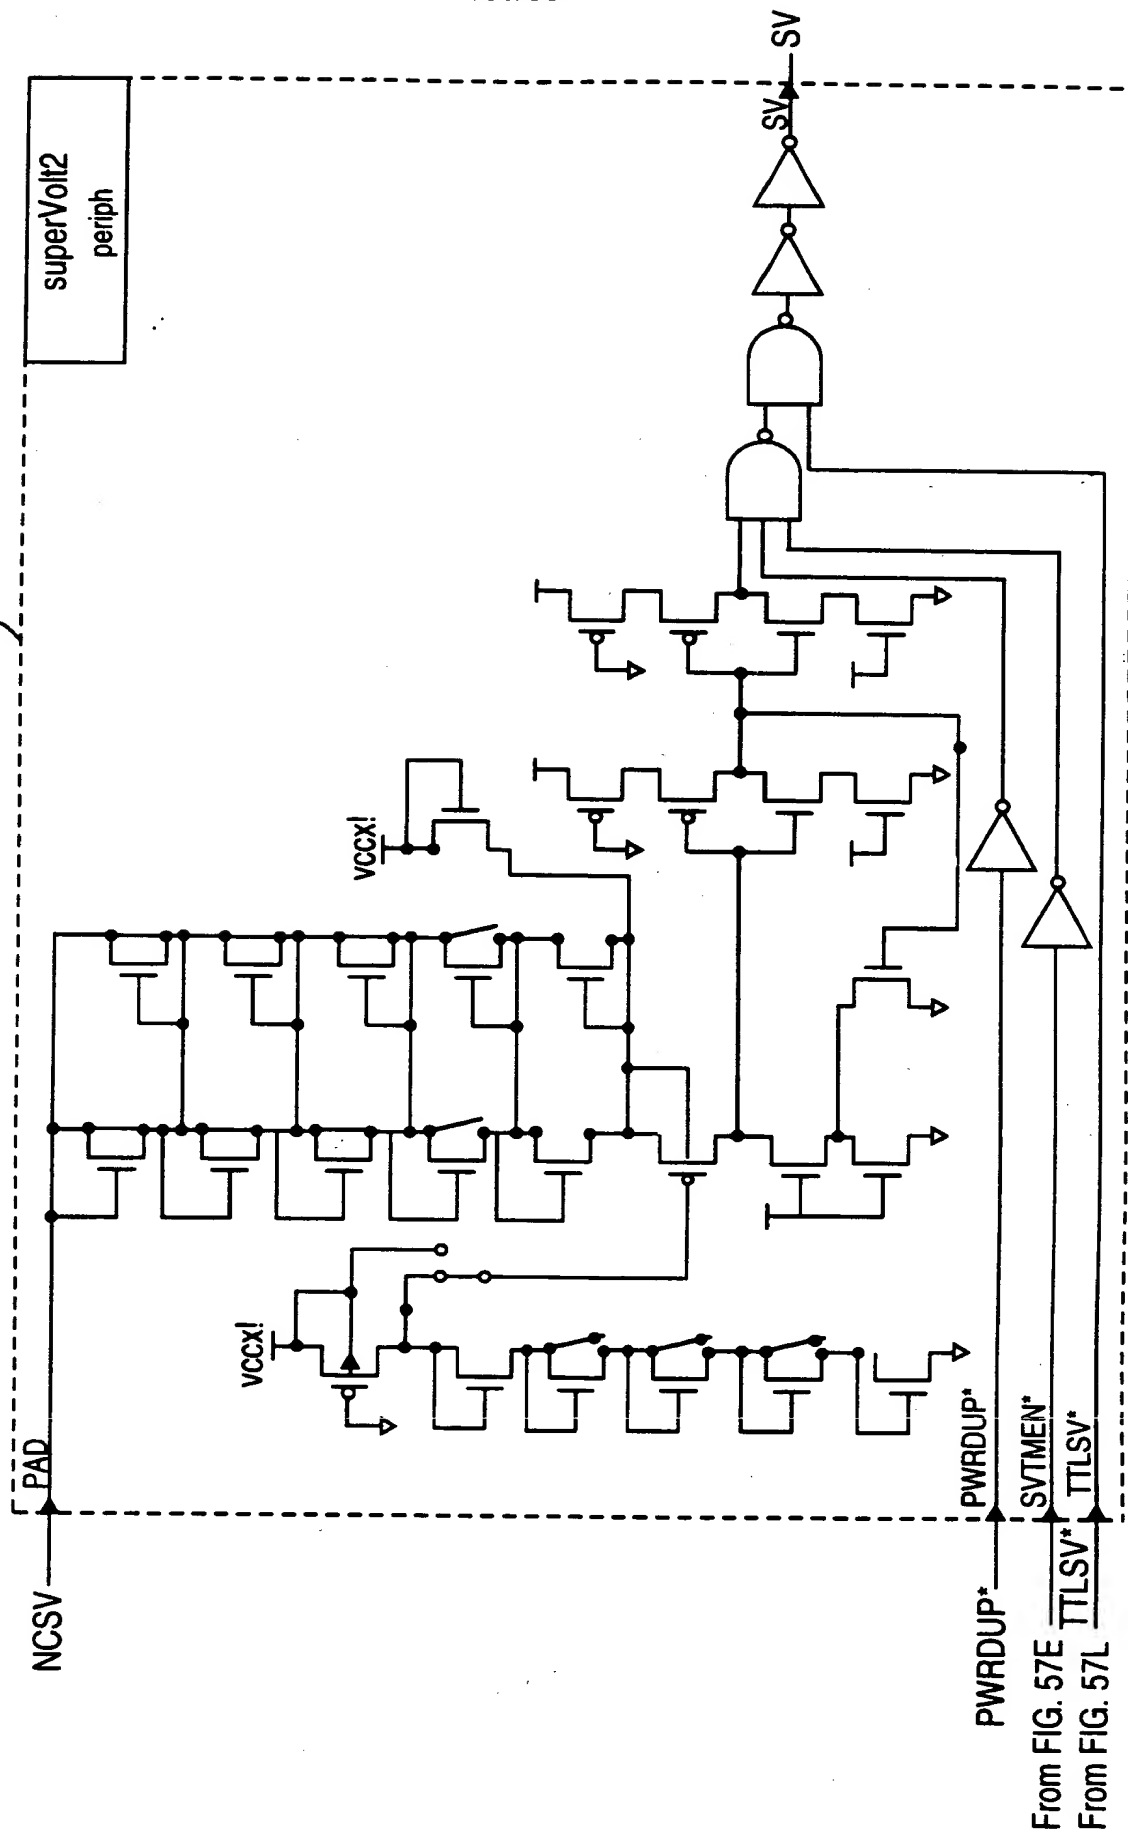 superVolt2
periph
NCSV
PAD
VCCX!
VCCX!
SV
SV
PWRDUP*
PWRDUP*
From FIG. 57E
SVTMEN*
TTLSV*
From FIG. 57L
TTLSV*